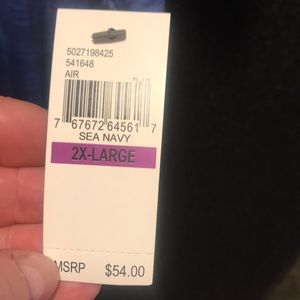 5027198425
541648
AIR
7 67672 64561 7
SEA NAVY
2X-LARGE
MSRP $54.00